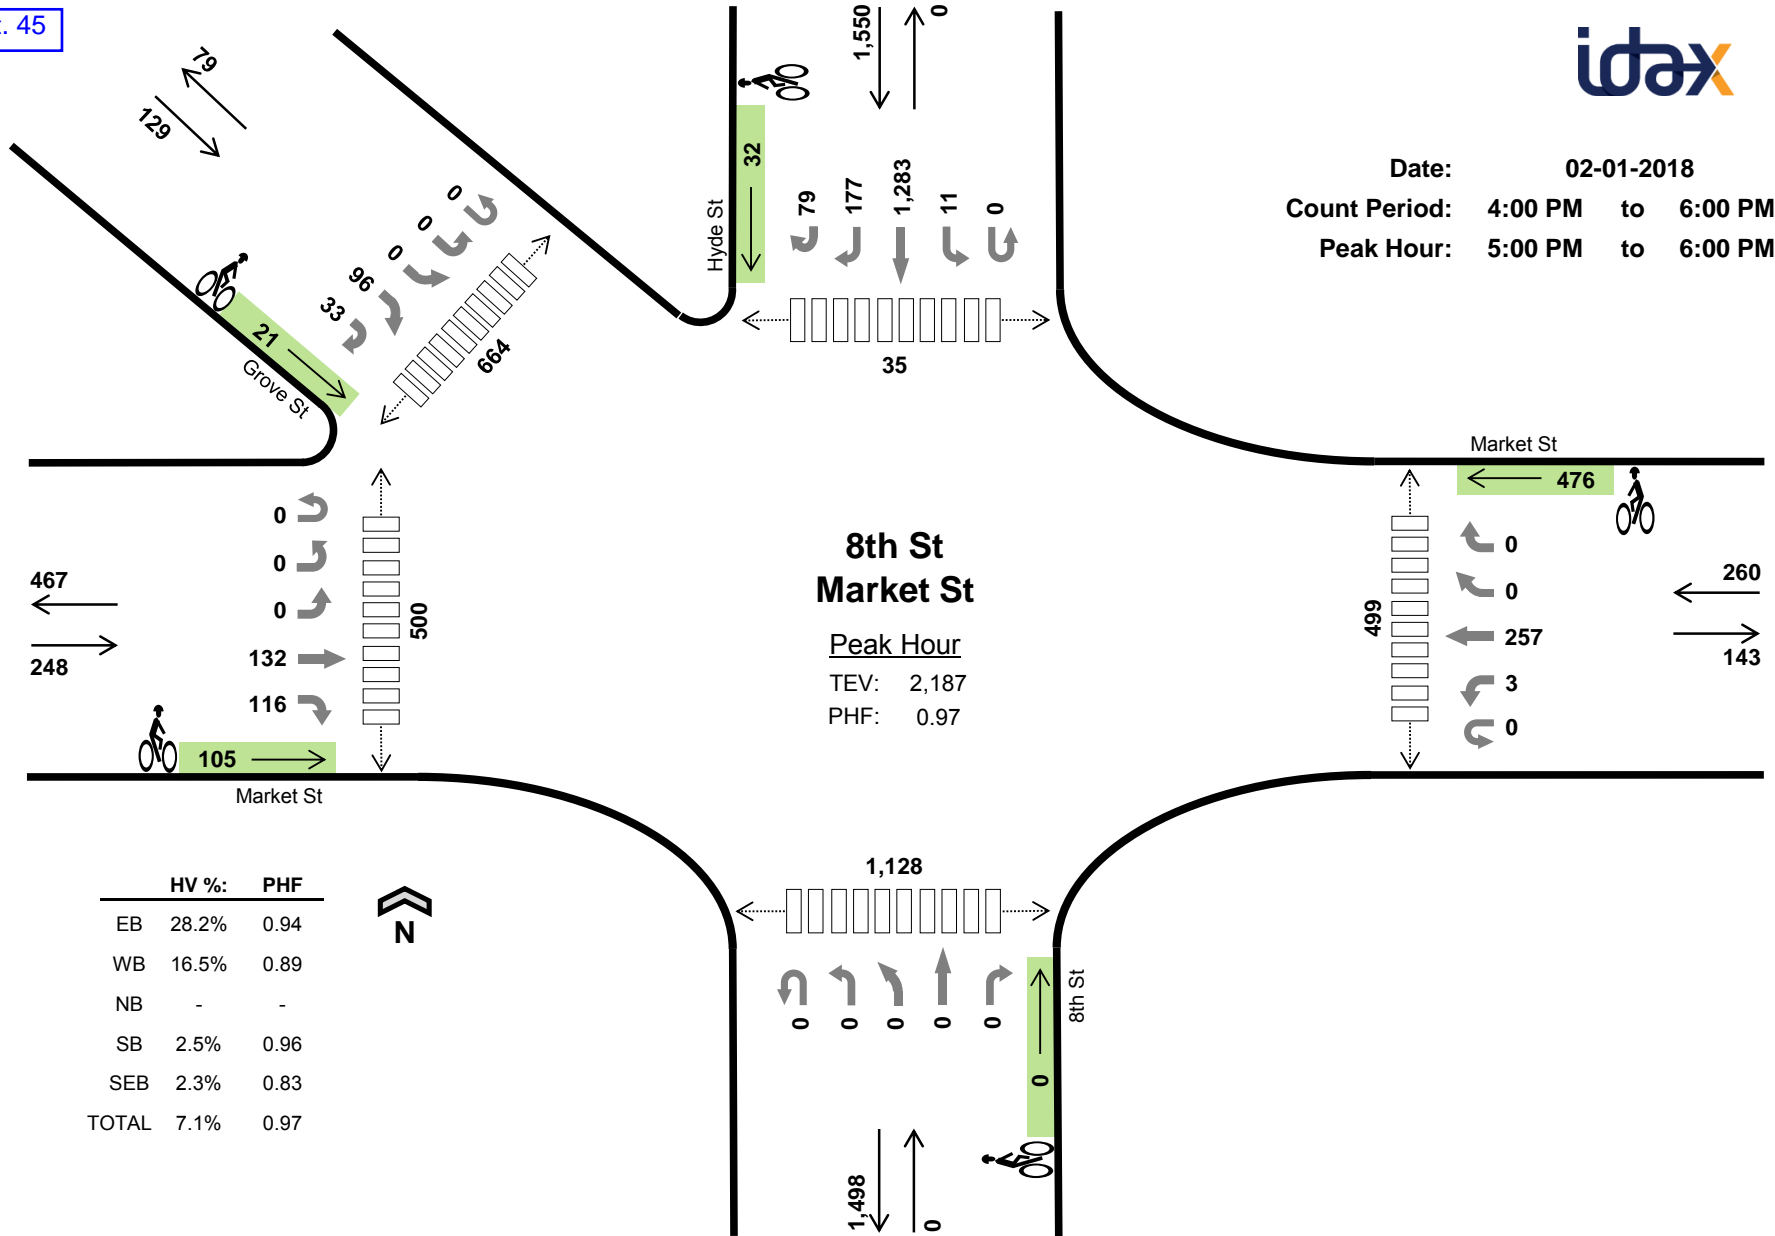 . 45
idax
Date: 02-01-2018
Count Period: 4:00 PM to 6:00 PM
Peak Hour: 5:00 PM to 6:00 PM
79
129
1,550
0
0
0
0
96
33
21
Grove St
664
32
Hyde St
79
177
1,283
11
0
35
Market St
476
0
0
257
3
0
499
260
143
0
0
0
132
116
500
467
248
105
Market St
8th St
Market St
Peak Hour
TEV: 2,187
PHF: 0.97
1,128
0
0
0
0
0
0
8th St
1,498
0
HV %: PHF
EB 28.2% 0.94
WB 16.5% 0.89
NB - -
SB 2.5% 0.96
SEB 2.3% 0.83
TOTAL 7.1% 0.97
N